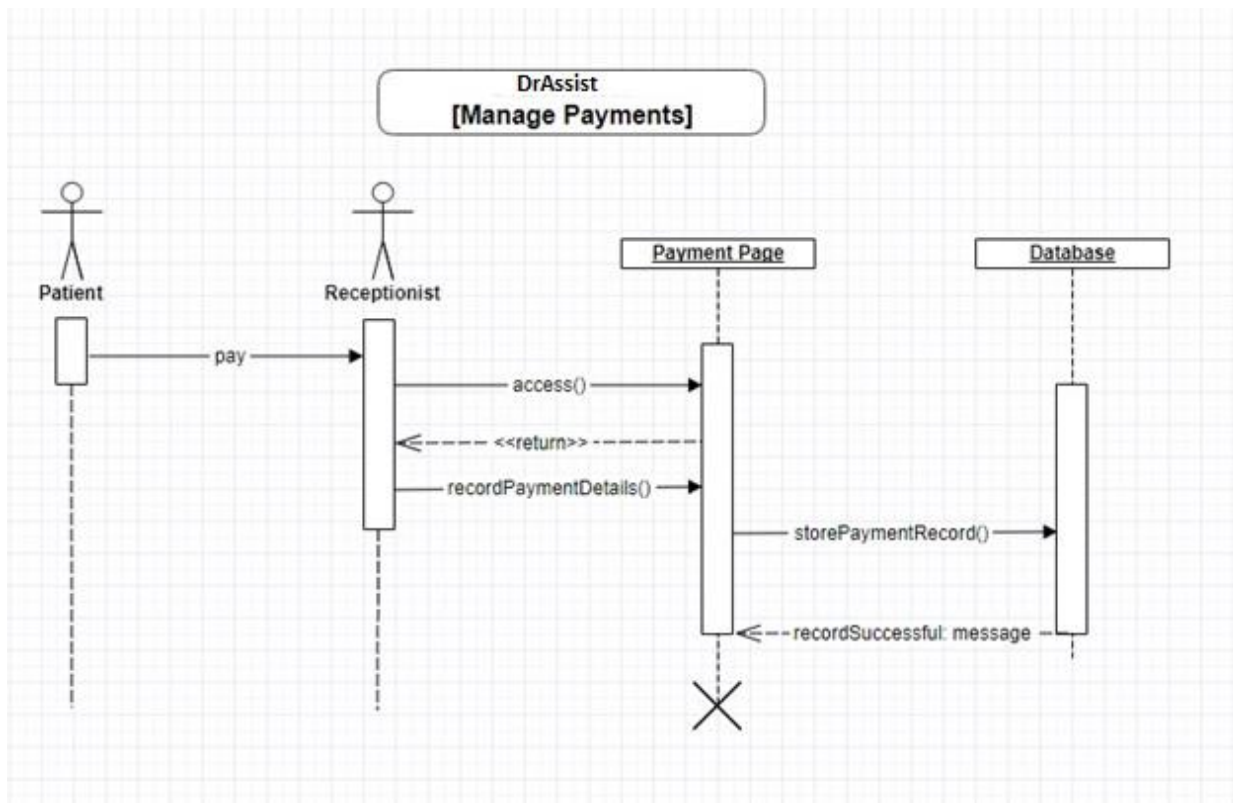 DrAssist
[Manage Payments]
Payment Page
Database
Patient
Receptionist
pay
access()
<<return>>
recordPaymentDetails()
storePaymentRecord()
recordSuccessful: message